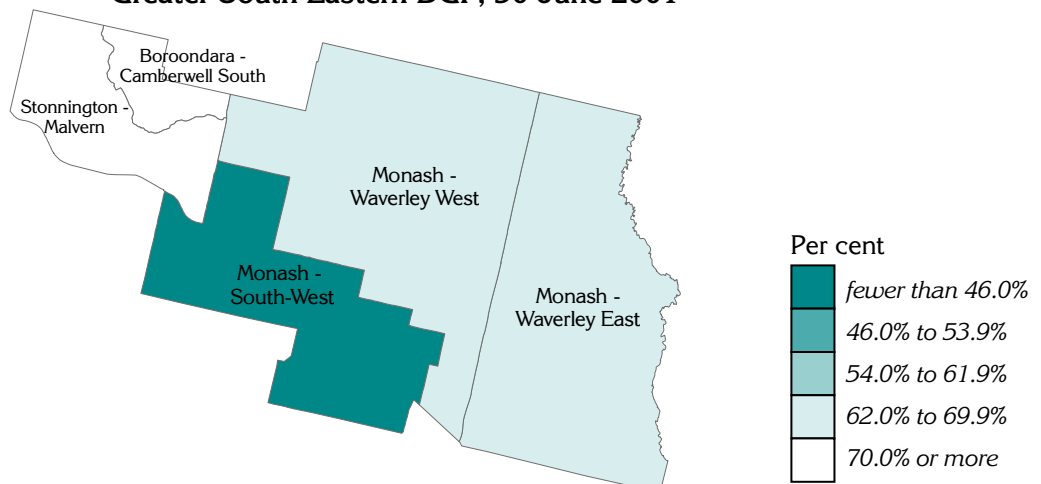 Greater South Eastern DGP, 30 June 2001
Boroondara -
Camberwell South
Stonnington -
Malvern
Monash -
Waverley West
Monash -
South-West
Monash -
Waverley East
Per cent
fewer than 46.0%
46.0% to 53.9%
54.0% to 61.9%
62.0% to 69.9%
70.0% or more